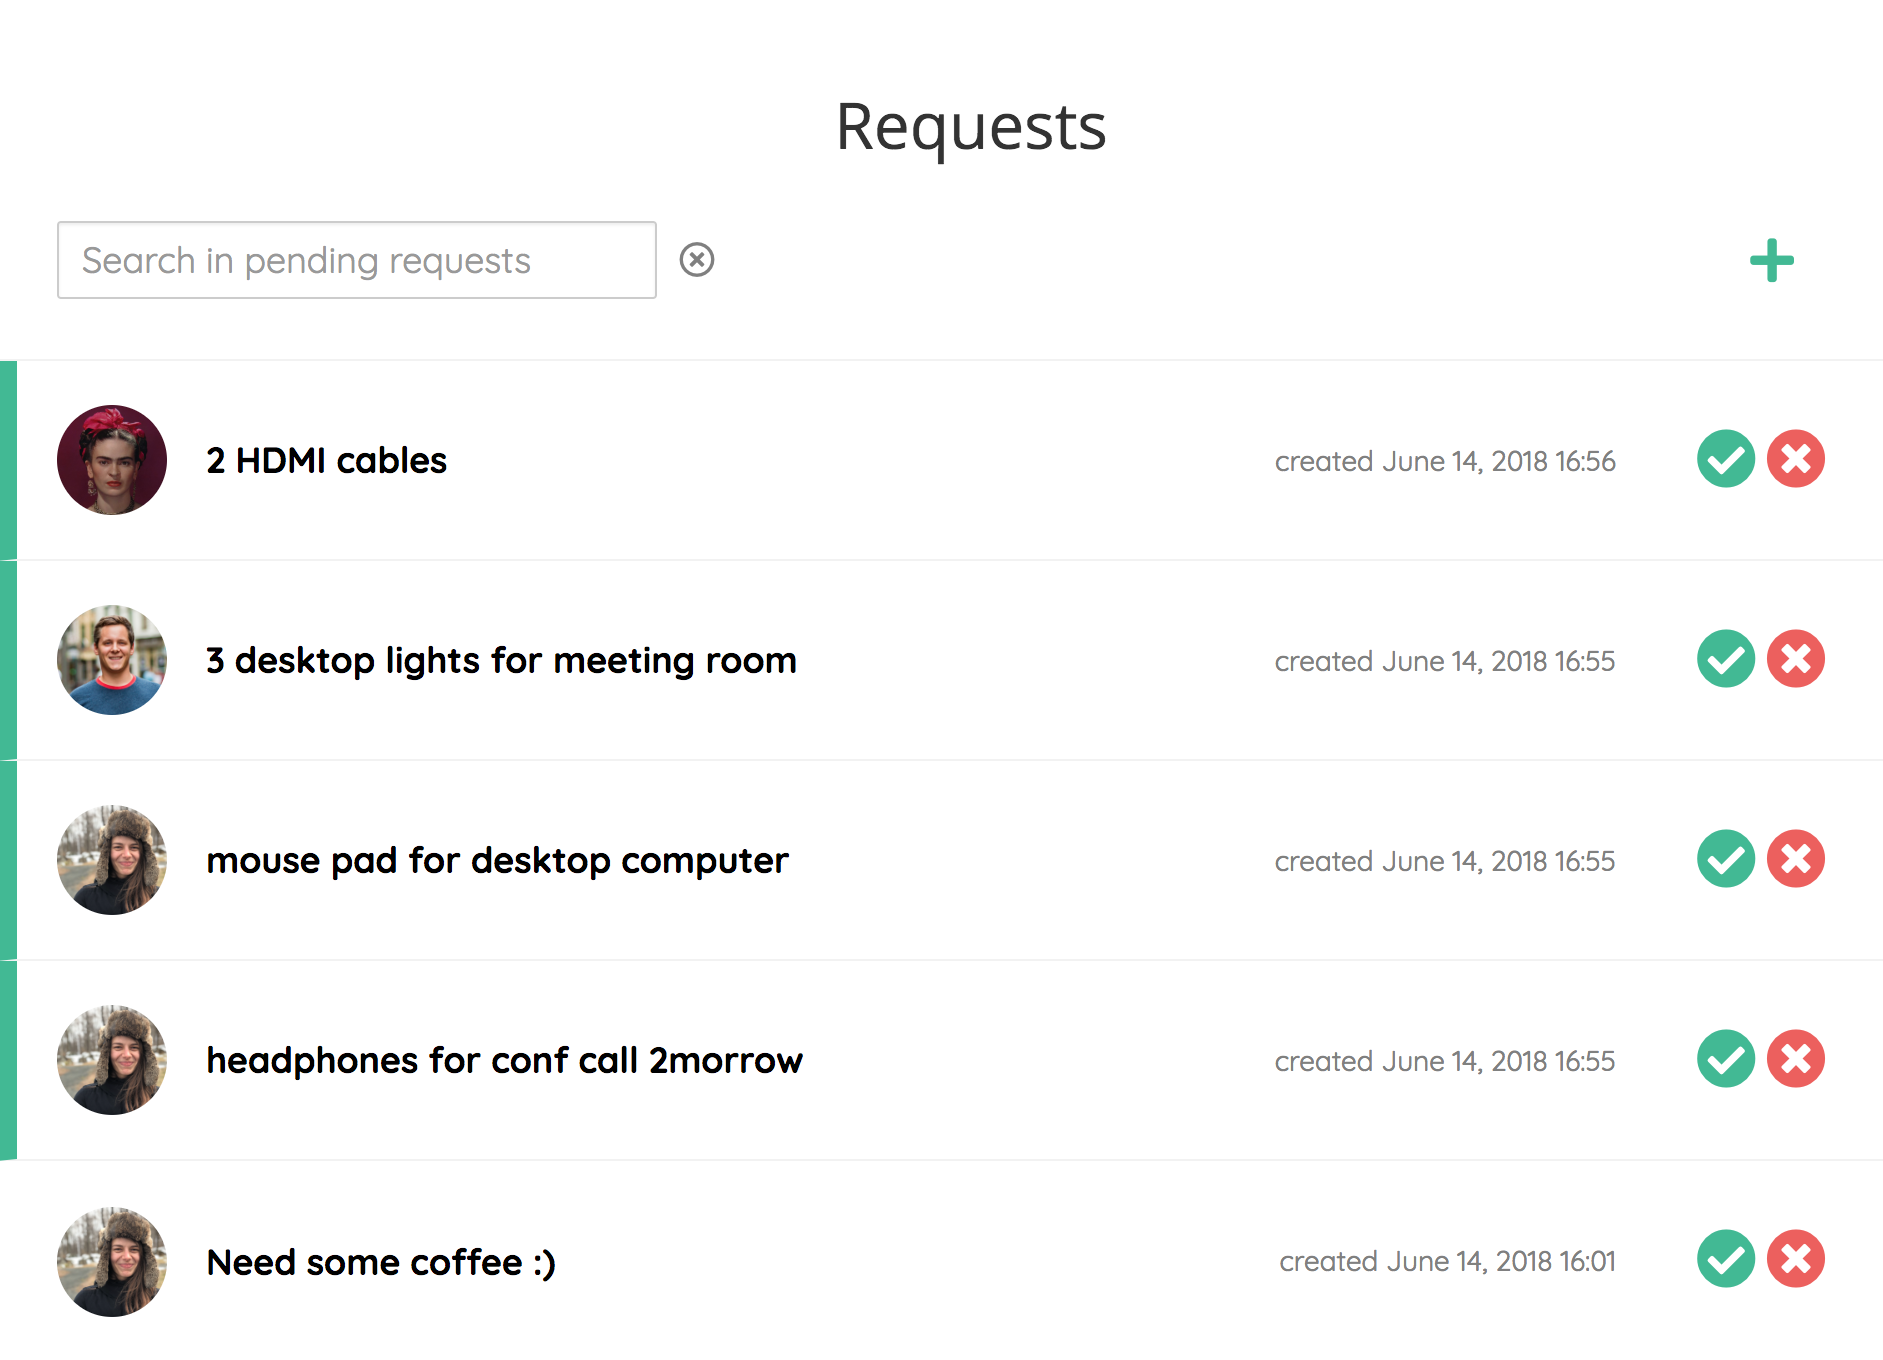 Requests
Search in pending requests
2 HDMI cables created June 14, 2018 16:56
3 desktop lights for meeting room created June 14, 2018 16:55
mouse pad for desktop computer created June 14, 2018 16:55
headphones for conf call 2morrow created June 14, 2018 16:55
Need some coffee :) created June 14, 2018 16:01